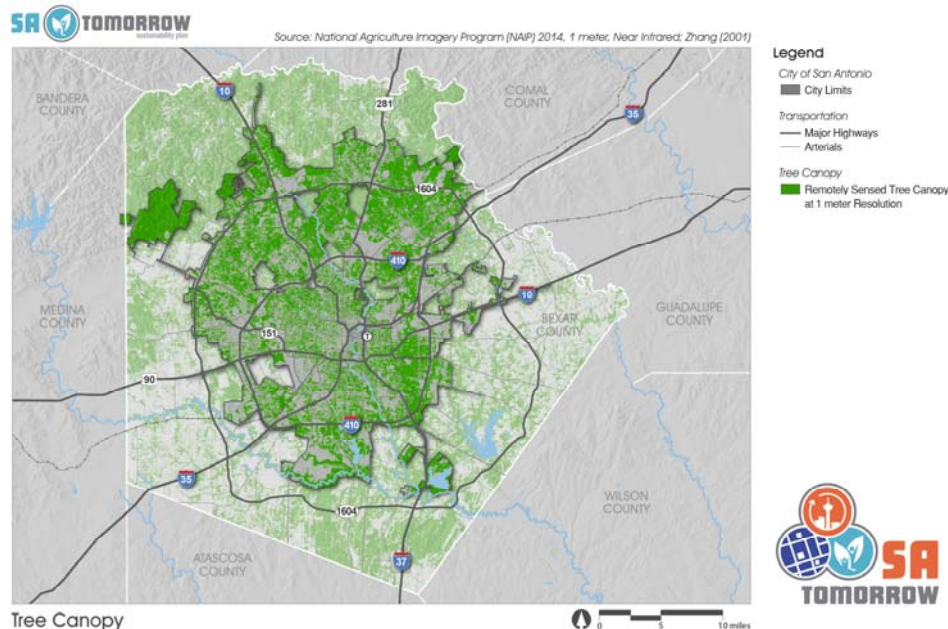 SA TOMORROW
sustainability plan
Source: National Agriculture Imagery Program (NAIP) 2014, 1 meter, Near Infrared; Zhang (2001)
Legend
City of San Antonio
City Limits
Transportation
Major Highways
Arterials
Tree Canopy
Remotely Sensed Tree Canopy
at 1 meter Resolution
BANDERA
COUNTY
10
281
COMAL
COUNTY
35
1604
410
10
MEDINA
COUNTY
BEXAR
COUNTY
GUADALUPE
COUNTY
151
90
410
35
1604
WILSON
COUNTY
ATASCOSA
COUNTY
37
SA
TOMORROW
Tree Canopy
0 5 10 miles